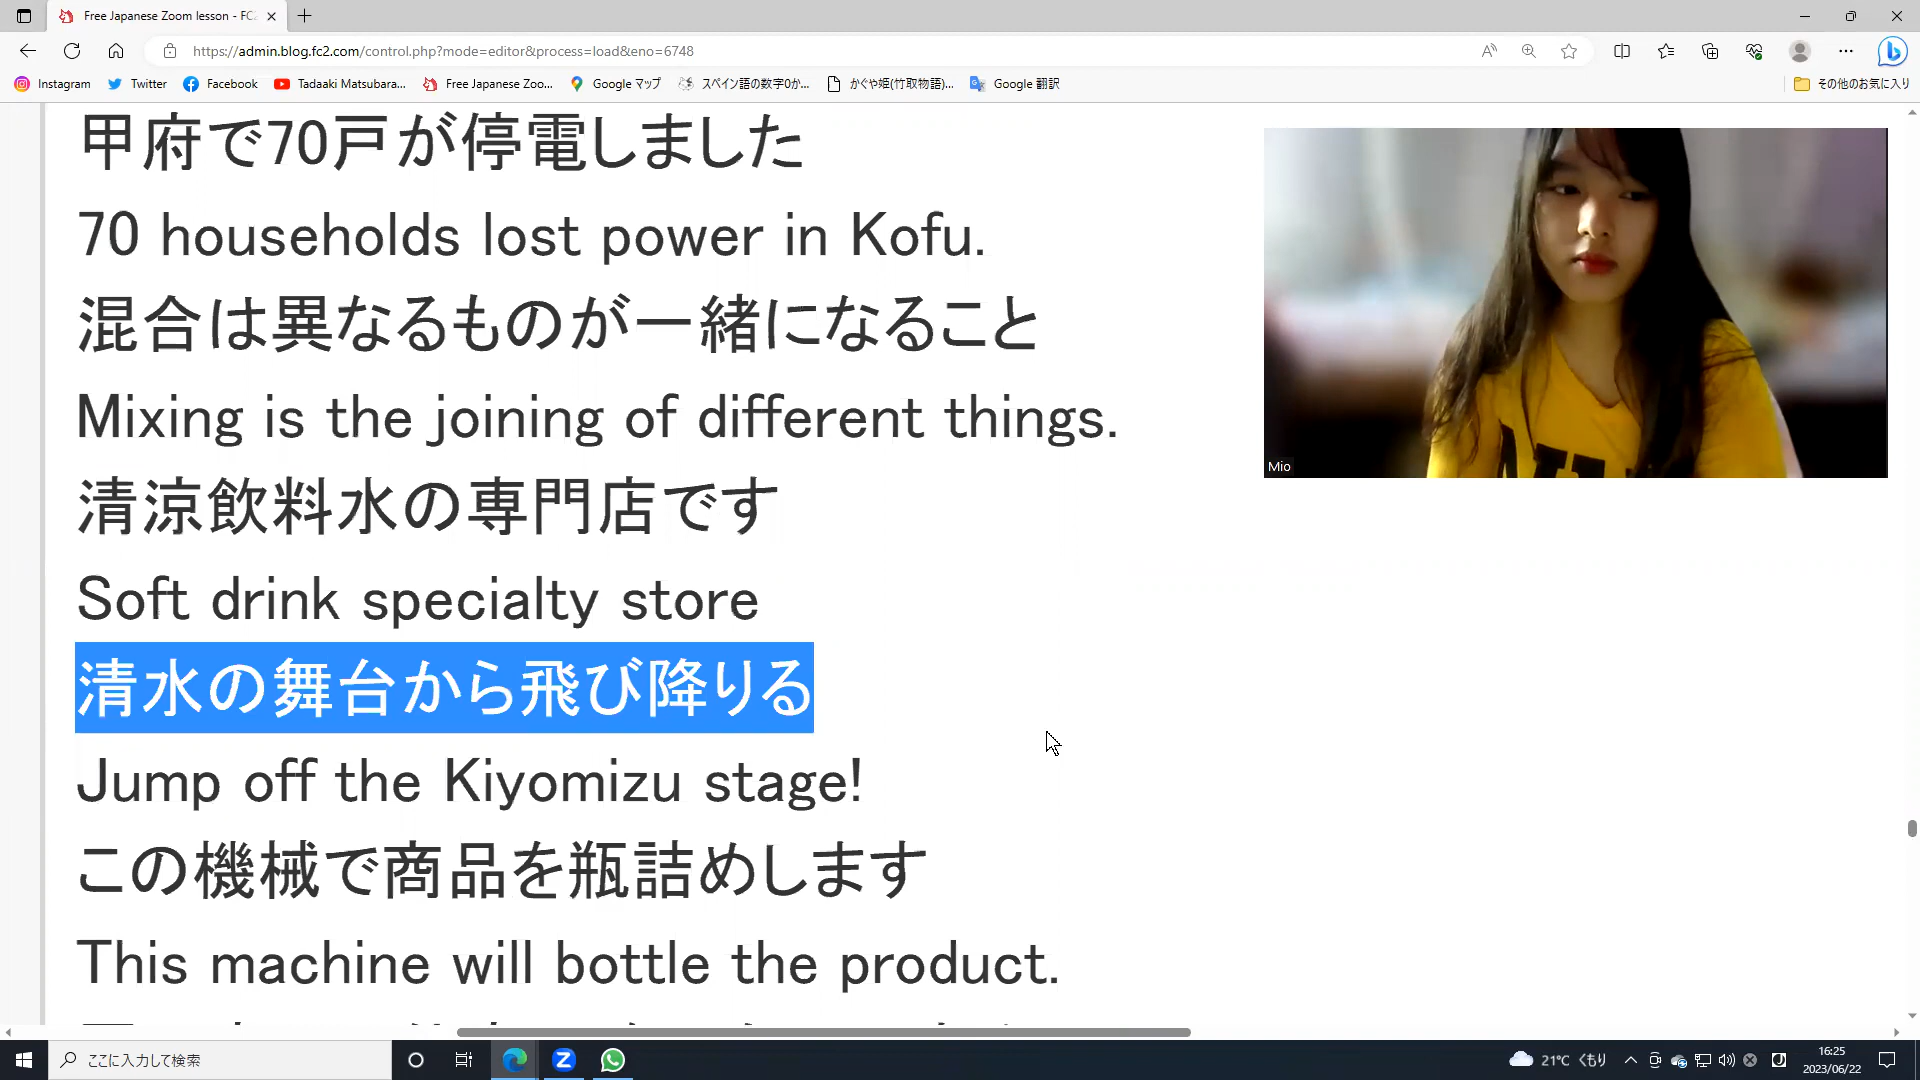 Free Japanese Zoom lesson - FC2
https://admin.blog.fc2.com/control.php?mode=editor&process=load&eno=6748
Instagram
Twitter
Facebook
Tadaaki Matsubara...
Free Japanese Zoo...
Google マップ
スペイン語の数字0か...
かぐや姫(竹取物語)...
Google 翻訳
その他のお気に入り
甲府で70戸が停電しました
70 households lost power in Kofu.
混合は異なるものが一緒になること
Mixing is the joining of different things.
清涼飲料水の専門店です
Soft drink specialty store
清水の舞台から飛び降りる
Jump off the Kiyomizu stage!
この機械で商品を瓶詰めします
This machine will bottle the product.
Mio
ここに入力して検索
21°C くもり
16:25
2023/06/22